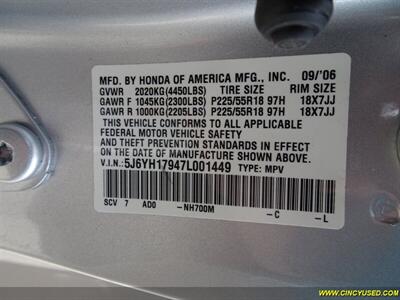 MFD. BY HONDA OF AMERICA MFG., INC. 09/'06
GVWR 2020KG(4450LBS) TIRE SIZE RIM SIZE
GAWR F 1045KG(2300LBS) P225/55R18 97H 18X7JJ
GAWR R 1000KG(2205LBS) P225/55R18 97H 18X7JJ
THIS VEHICLE CONFORMS TO ALL APPLICABLE
FEDERAL MOTOR VEHICLE SAFETY
AND THEFT PREVENTION STANDARDS IN EFFECT ON
THE DATE OF MANUFACTURE SHOWN ABOVE.
V.I.N.: 5J6YH17947L001449 TYPE: MPV
SCV 7 AD0 -NH700M -C -L
WWW.CINCYUSED.COM